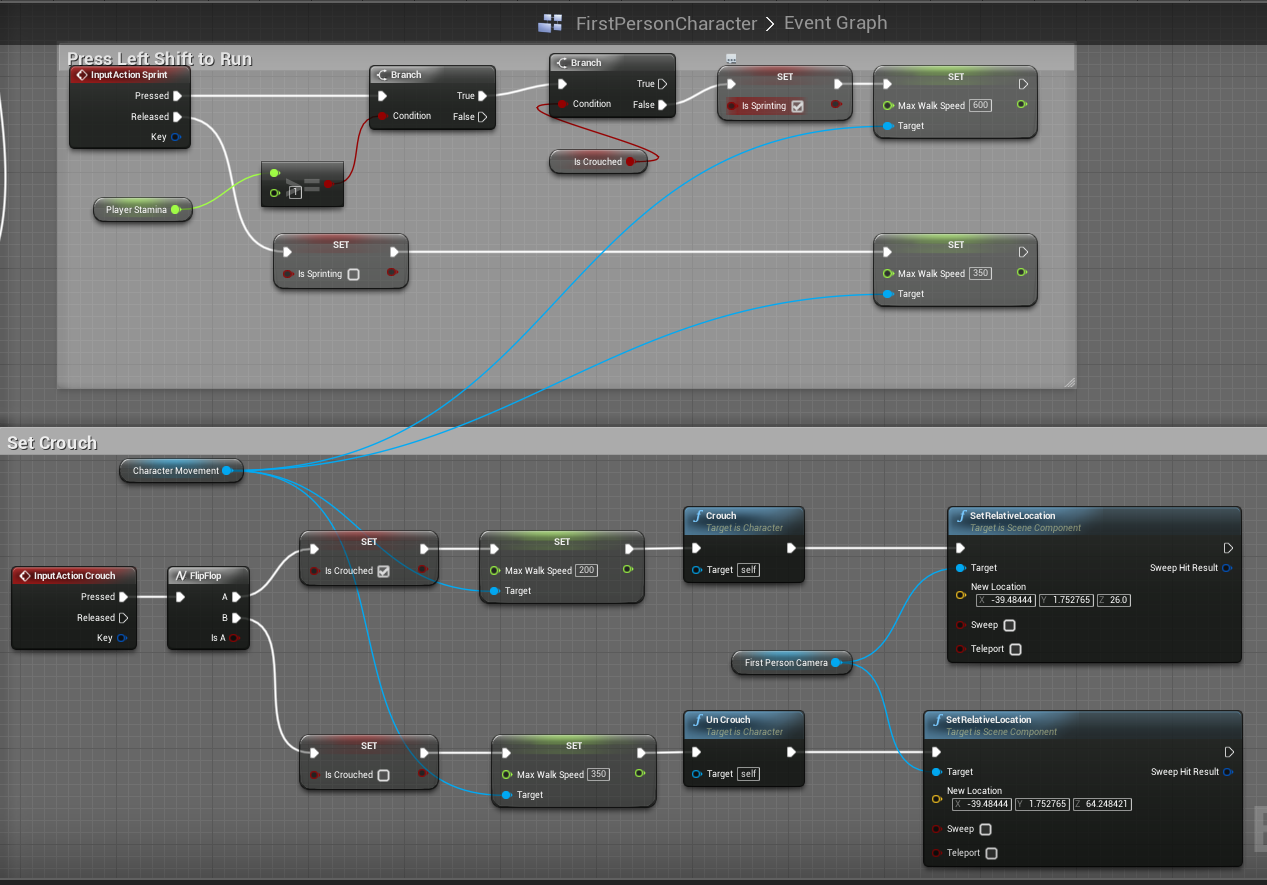 FirstPersonCharacter > Event Graph
Press Left Shift to Run
InputAction Sprint
Pressed
Released
Key
Player Stamina
>=
1
Branch
True
Condition
False
Branch
True
Condition
False
Is Crouched
SET
Is Sprinting
SET
Max Walk Speed 600
Target
SET
Is Sprinting
SET
Max Walk Speed 350
Target
Set Crouch
Character Movement
InputAction Crouch
Pressed
Released
Key
FlipFlop
A
B
Is A
SET
Is Crouched
SET
Max Walk Speed 200
Target
Crouch
Target is Character
Target self
SetRelativeLocation
Target is Scene Component
Target
Sweep Hit Result
New Location
X -39.48444 Y 1.752765 Z 26.0
Sweep
Teleport
First Person Camera
SET
Is Crouched
SET
Max Walk Speed 350
Target
Un Crouch
Target is Character
Target self
SetRelativeLocation
Target is Scene Component
Target
Sweep Hit Result
New Location
X -39.48444 Y 1.752765 Z 64.248421
Sweep
Teleport